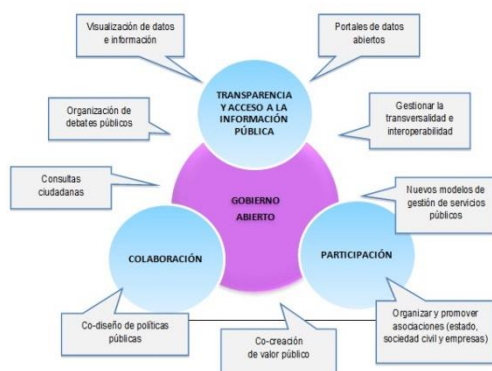 Visualización de datos
e información
Portales de datos
abiertos
TRANSPARENCIA
Y ACCESO A LA
INFORMACIÓN
PÚBLICA
Organización de
debates públicos
Gestionar la
transversalidad e
interoperabilidad
Consultas
ciudadanas
GOBIERNO
ABIERTO
Nuevos modelos de
gestión de servicios
públicos
COLABORACIÓN
PARTICIPACIÓN
Co-diseño de políticas
públicas
Co-creación
de valor público
Organizar y promover
asociaciones (estado,
sociedad civil y empresas)